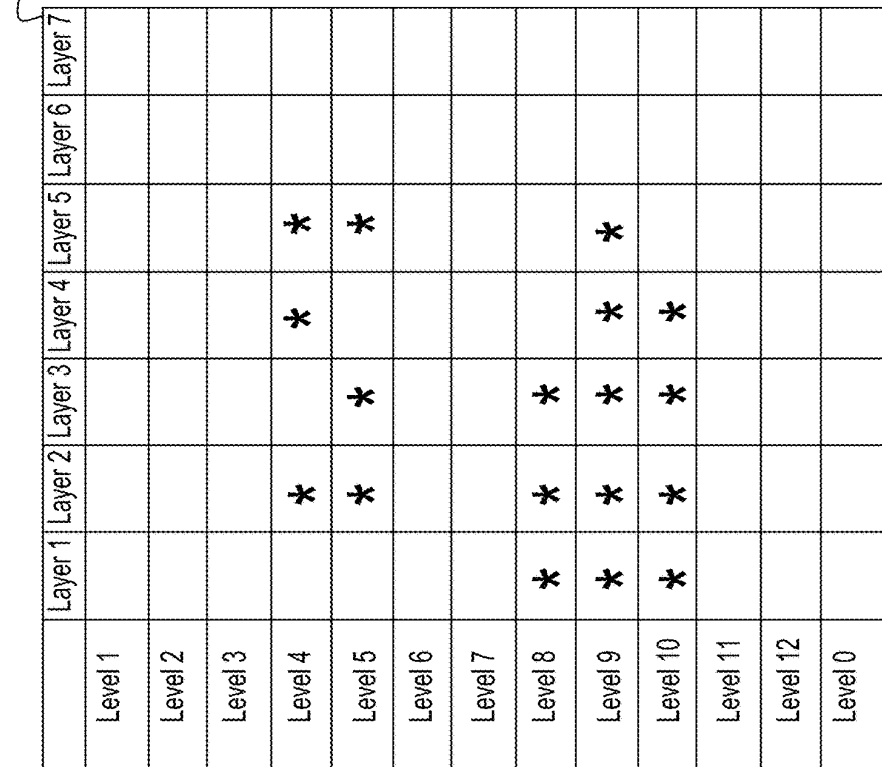 Layer 1 Layer 2 Layer 3 Layer 4 Layer 5 Layer 6 Layer 7
Level 1
Level 2
Level 3
Level 4 * * *
Level 5 * * *
Level 6
Level 7
Level 8 * * *
Level 9 * * * * *
Level 10 * * * *
Level 11
Level 12
Level 0